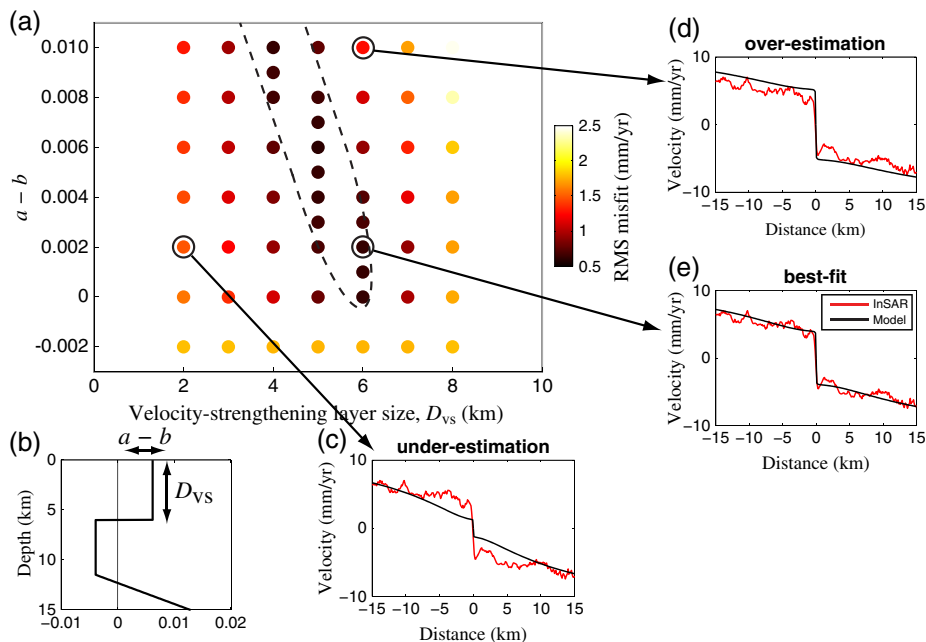 (a)
0.010
0.008
0.006
0.004
0.002
0
-0.002
a – b
0
2
4
6
8
10
Velocity-strengthening layer size, D_VS (km)
2.5
2
1.5
1
0.5
RMS misfit (mm/yr)
(d)
over-estimation
10
0
−10
Velocity (mm/yr)
−15 −10 −5 0 5 10 15
Distance (km)
(e)
best-fit
InSAR
Model
10
0
−10
Velocity (mm/yr)
−15 −10 −5 0 5 10 15
Distance (km)
(b)
a – b
D_VS
0
5
10
15
Depth (km)
-0.01 0 0.01 0.02
(c)
under-estimation
10
0
−10
Velocity (mm/yr)
−15 −10 −5 0 5 10 15
Distance (km)